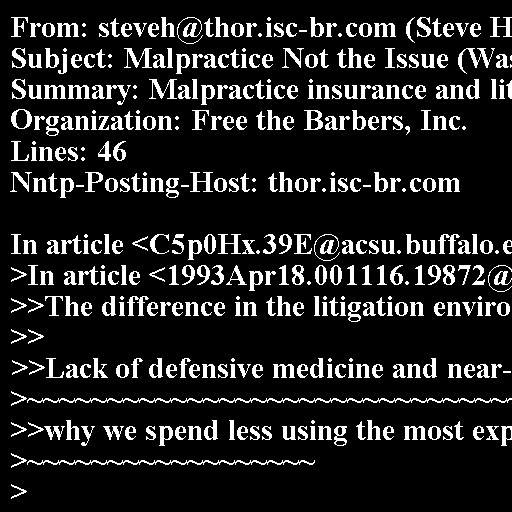 From: steveh@thor.isc-br.com (Steve H
Subject: Malpractice Not the Issue (Was
Summary: Malpractice insurance and lit
Organization: Free the Barbers, Inc.
Lines: 46
Nntp-Posting-Host: thor.isc-br.com

In article <C5p0Hx.39E@acsu.buffalo.e
>In article <1993Apr18.001116.19872@
>>The difference in the litigation enviro
>>
>>Lack of defensive medicine and near-
>~~~~~~~~~~~~~~~~~~~~~~~~~~~~~~~
>>why we spend less using the most exp
>~~~~~~~~~~~~~~~~~~
>